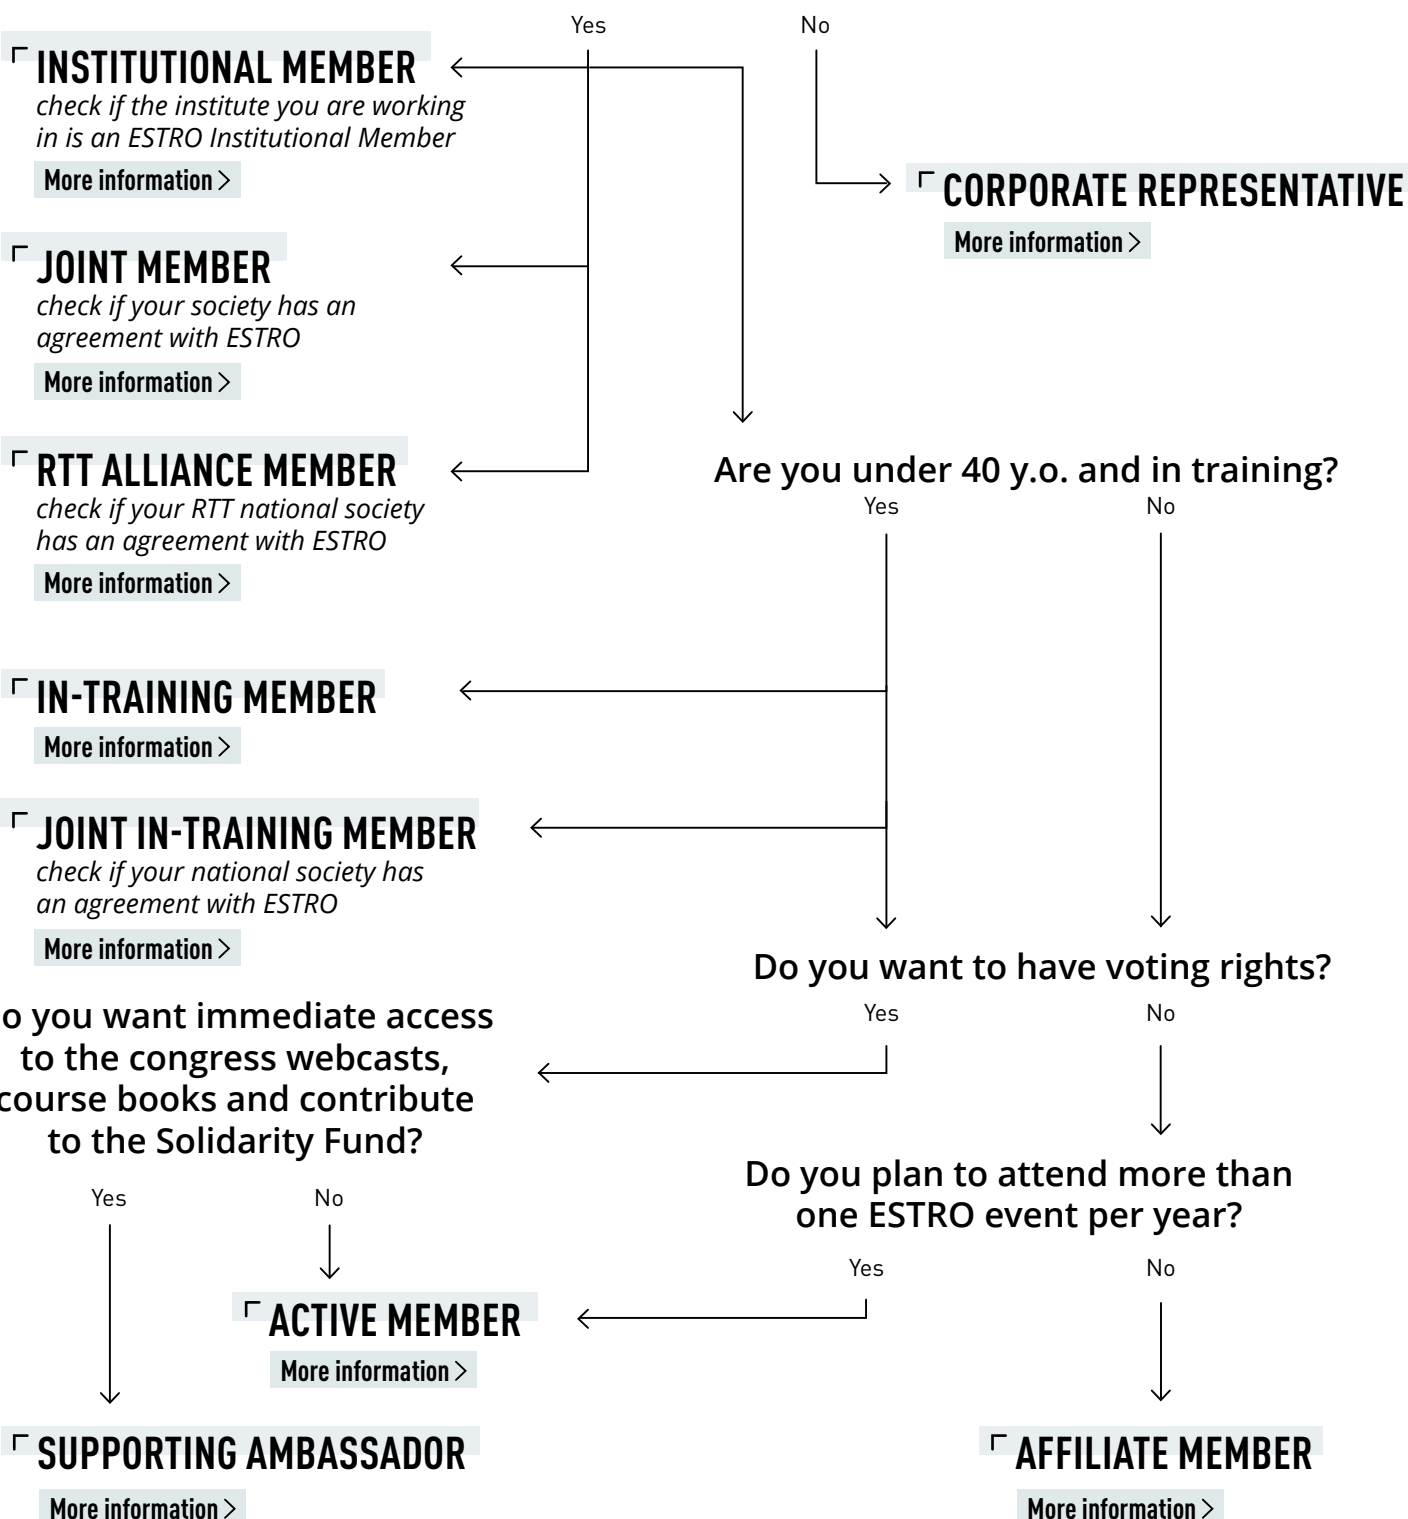 Yes
No
INSTITUTIONAL MEMBER
check if the institute you are working
in is an ESTRO Institutional Member
More information >
CORPORATE REPRESENTATIVE
More information >
JOINT MEMBER
check if your society has an
agreement with ESTRO
More information >
RTT ALLIANCE MEMBER
check if your RTT national society
has an agreement with ESTRO
More information >
Are you under 40 y.o. and in training?
Yes
No
IN-TRAINING MEMBER
More information >
JOINT IN-TRAINING MEMBER
check if your national society has
an agreement with ESTRO
More information >
Do you want to have voting rights?
Yes
No
o you want immediate access
to the congress webcasts,
course books and contribute
to the Solidarity Fund?
Yes
No
Do you plan to attend more than
one ESTRO event per year?
Yes
No
ACTIVE MEMBER
More information >
SUPPORTING AMBASSADOR
More information >
AFFILIATE MEMBER
More information >